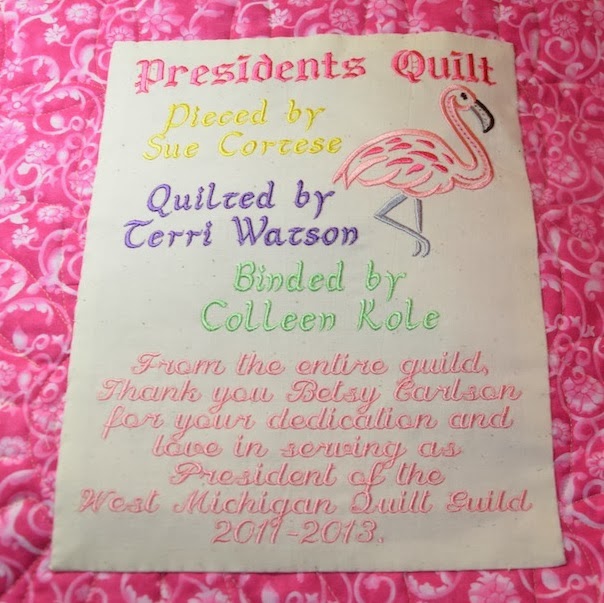 Presidents Quilt
Pieced by
Sue Cortese
Quilted by
Terri Watson
Binded by
Colleen Kole
From the entire guild,
Thank you Betsy Carlson
for your dedication and
love in serving as
President of the
West Michigan Quilt Guild
2011-2013.